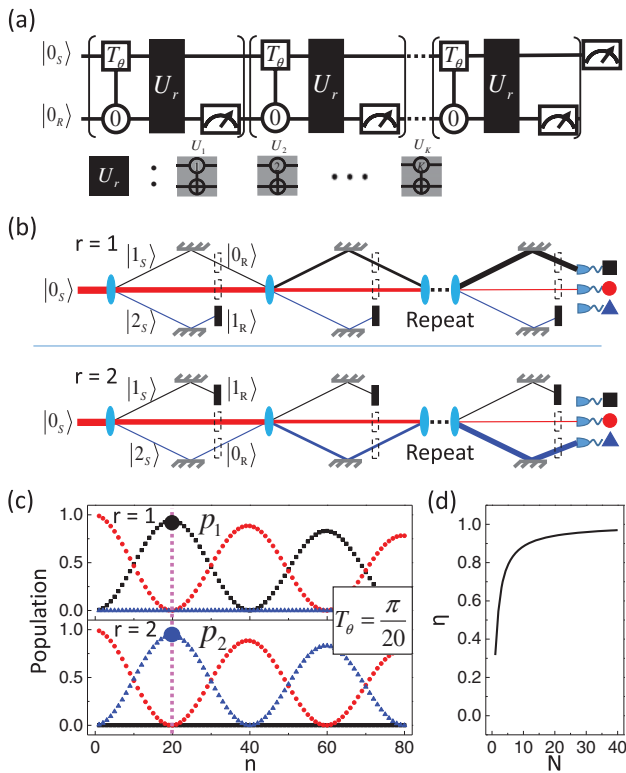 (a)
|0_S⟩ T_θ U_r T_θ U_r T_θ U_r
|0_R⟩ 0 0 0
U_1 U_2 U_K
U_r : 1 2 ··· K
(b)
r = 1 |1_S⟩ |0_R⟩
|0_S⟩
|2_S⟩ |1_R⟩ Repeat
r = 2 |1_S⟩ |1_R⟩
|0_S⟩
|2_S⟩ |0_R⟩ Repeat
(c)
Population
1.0 r = 1 p_1
0.5
0.0
T_θ = π/20
1.0 r = 2 p_2
0.5
0.0
0 20 40 60 80
n
(d)
η
1.0
0.8
0.6
0.4
0.2
0.0
0 10 20 30 40
N